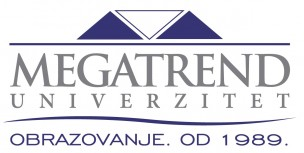 MEGATREND
UNIVERZITET
OBRAZOVANJE. OD 1989.